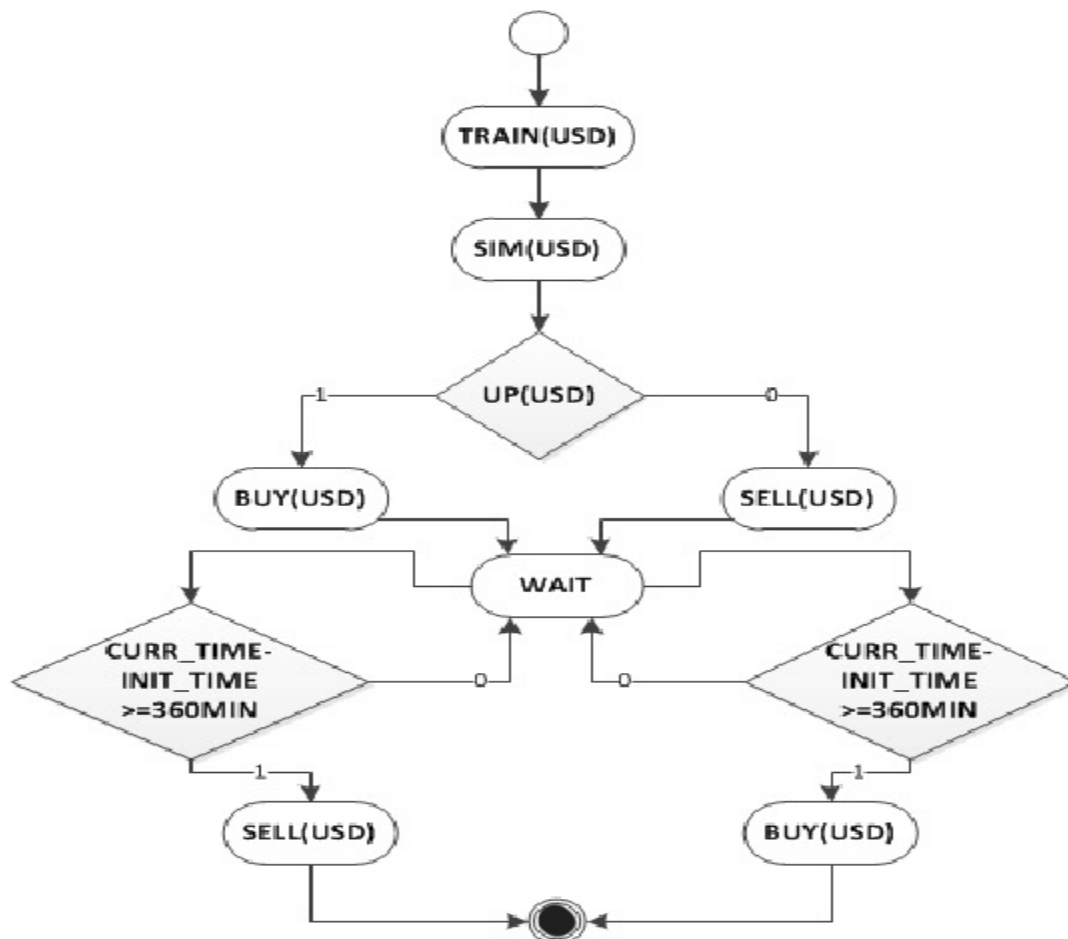 TRAIN(USD)
SIM(USD)
UP(USD)
1
0
BUY(USD)
SELL(USD)
WAIT
CURR_TIME-
INIT_TIME
>=360MIN
0
0
CURR_TIME-
INIT_TIME
>=360MIN
1
1
SELL(USD)
BUY(USD)